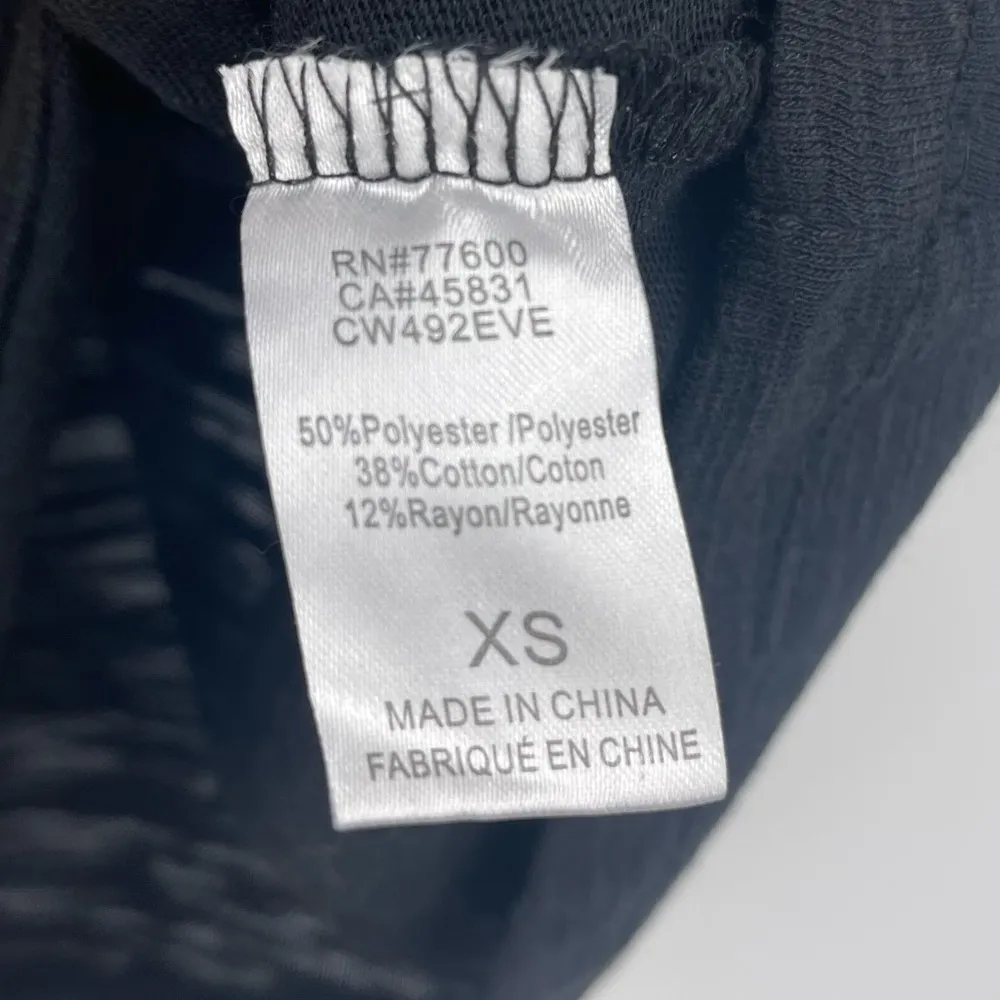 RN#77600
CA#45831
CW492EVE
50%Polyester /Polyester
38%Cotton/Coton
12%Rayon/Rayonne
XS
MADE IN CHINA
FABRIQUÉ EN CHINE